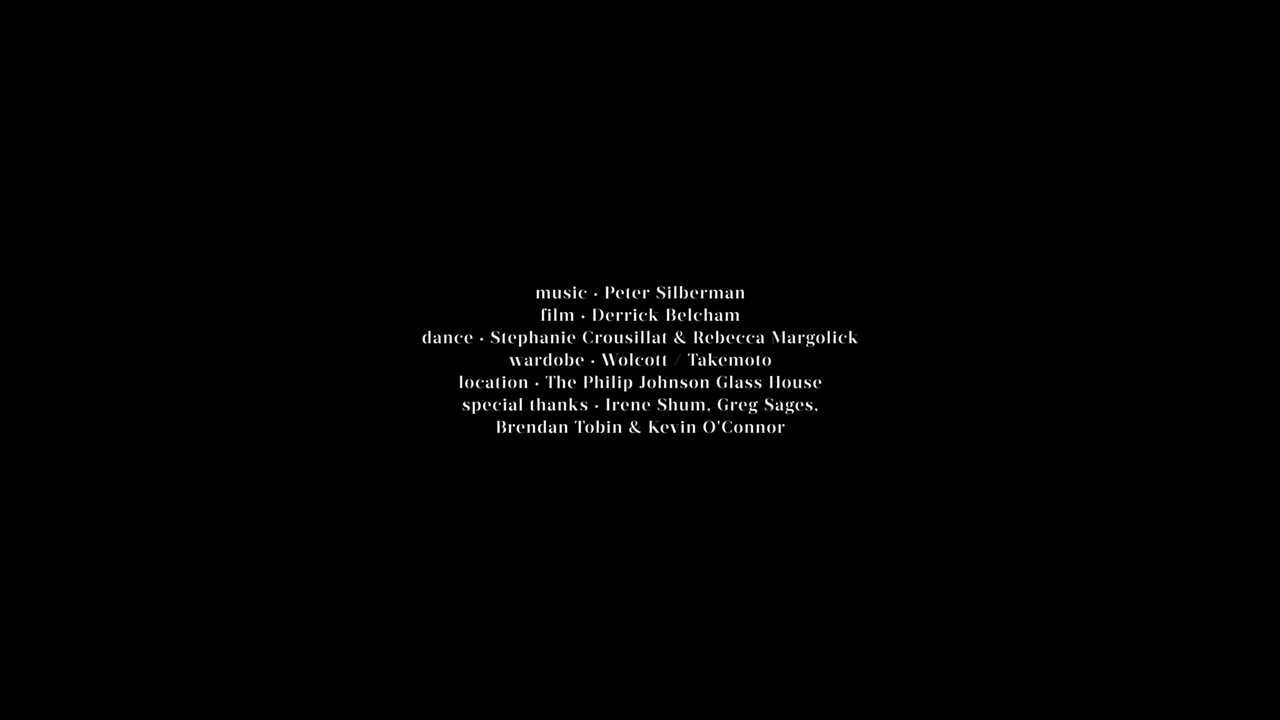 music · Peter Silberman
film · Derrick Belcham
dance · Stephanie Crousillat & Rebecca Margolick
wardobe · Wolcott / Takemoto
location · The Philip Johnson Glass House
special thanks · Irene Shum, Greg Sages,
Brendan Tobin & Kevin O'Connor